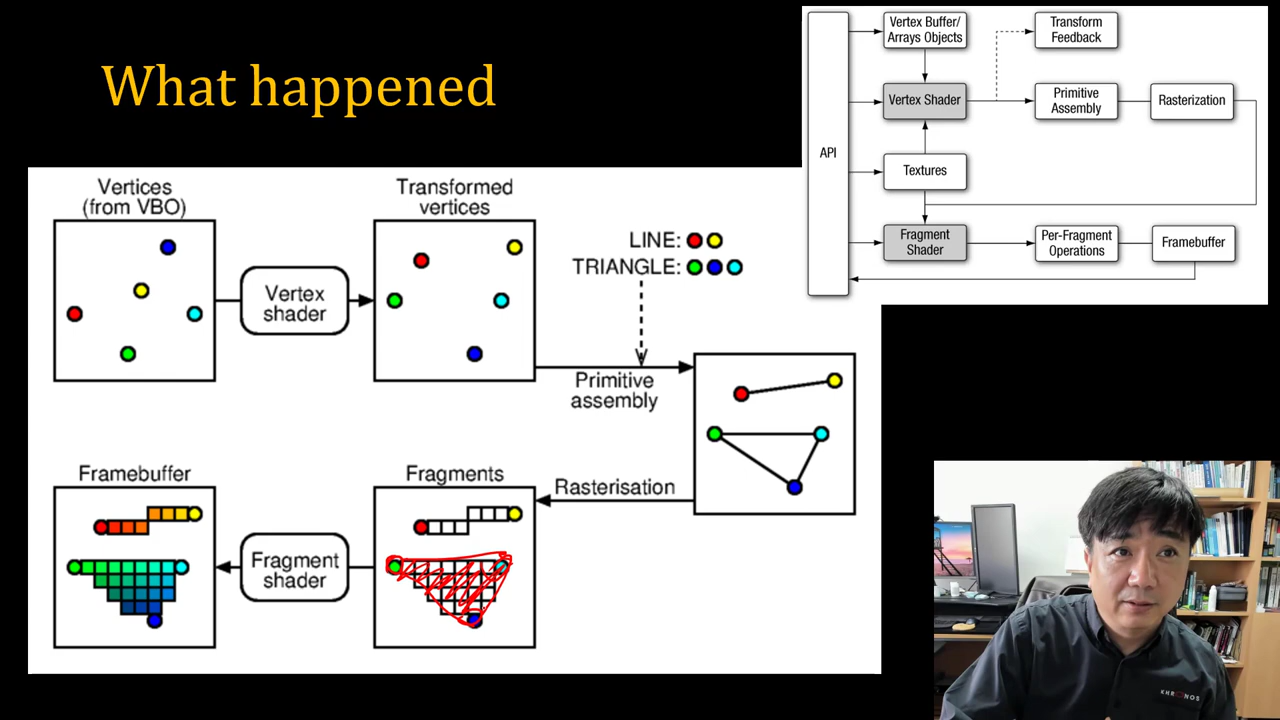 What happened
Vertices
(from VBO)
Vertex
shader
Transformed
vertices
LINE:
TRIANGLE:
Primitive
assembly
Rasterisation
Fragments
Fragment
shader
Framebuffer
API
Vertex Buffer/
Arrays Objects
Transform
Feedback
Vertex Shader
Primitive
Assembly
Rasterization
Textures
Fragment
Shader
Per-Fragment
Operations
Framebuffer
KHRONOS